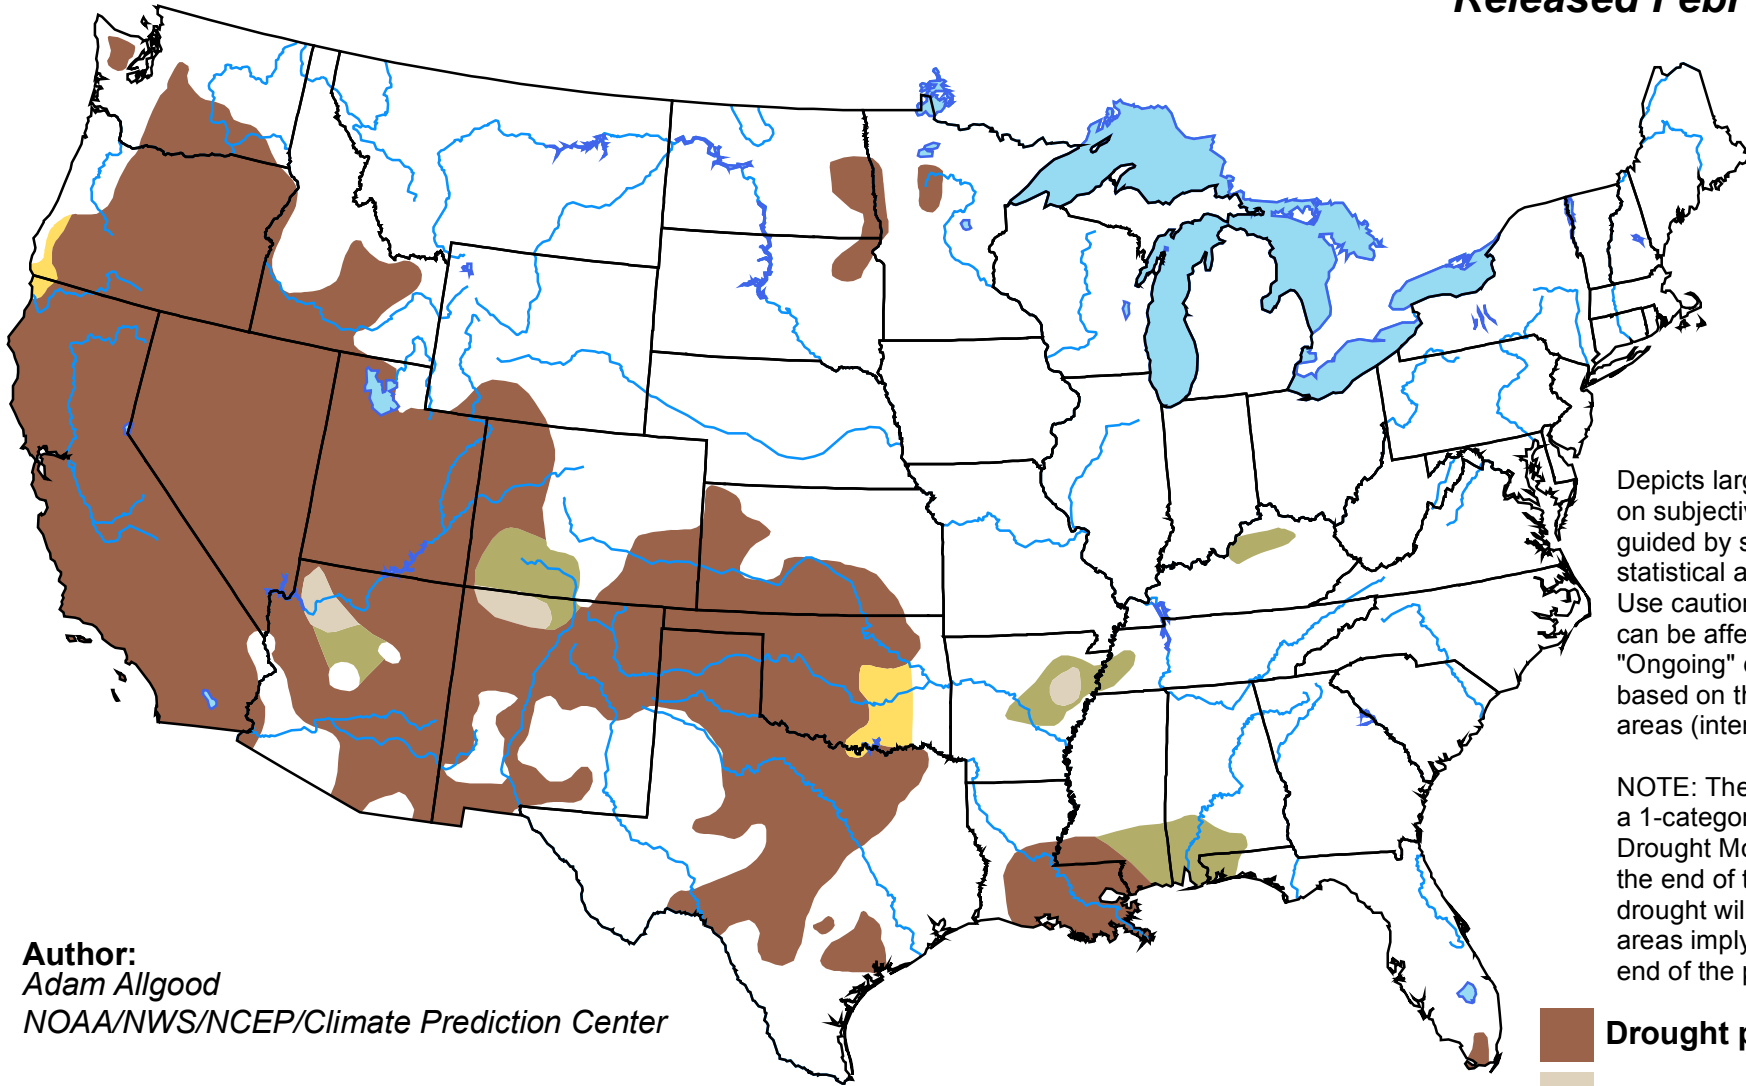 Released Febr
Depicts larg
on subjectiv
guided by s
statistical a
Use caution
can be affe
"Ongoing"
based on th
areas (inter
NOTE: The
a 1-categor
Drought Mo
the end of t
drought wil
areas imply
end of the p
Author:
Adam Allgood
NOAA/NWS/NCEP/Climate Prediction Center
Drought p